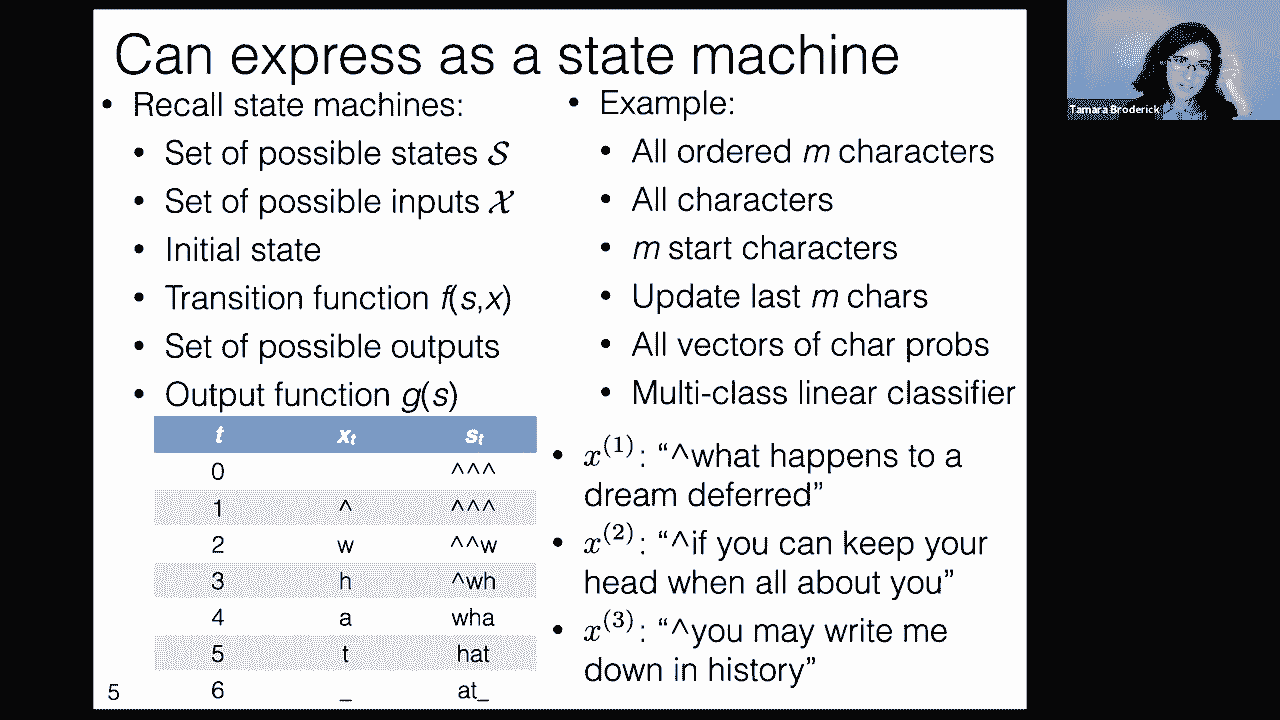 Can express as a state machine
• Recall state machines:
• Set of possible states 𝒮
• Set of possible inputs 𝒳
• Initial state
• Transition function f(s,x)
• Set of possible outputs
• Output function g(s)
t xₜ sₜ
0 ^^^
1 ^ ^^^
2 w ^^w
3 h ^wh
4 a wha
5 t hat
6 _ at_
5
• Example:
• All ordered m characters
• All characters
• m start characters
• Update last m chars
• All vectors of char probs
• Multi-class linear classifier
• x⁽¹⁾: “^what happens to a
dream deferred”
• x⁽²⁾: “^if you can keep your
head when all about you”
• x⁽³⁾: “^you may write me
down in history”
Tamara Broderick